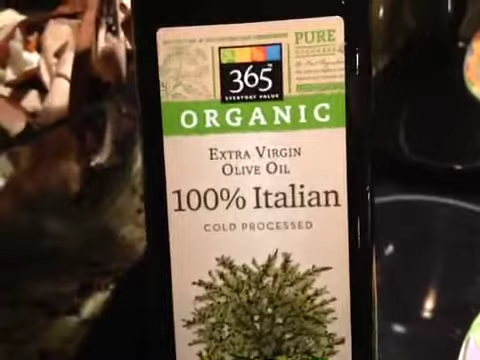 PURE
365
EVERYDAY VALUE
ORGANIC
EXTRA VIRGIN
OLIVE OIL
100% Italian
COLD PROCESSED